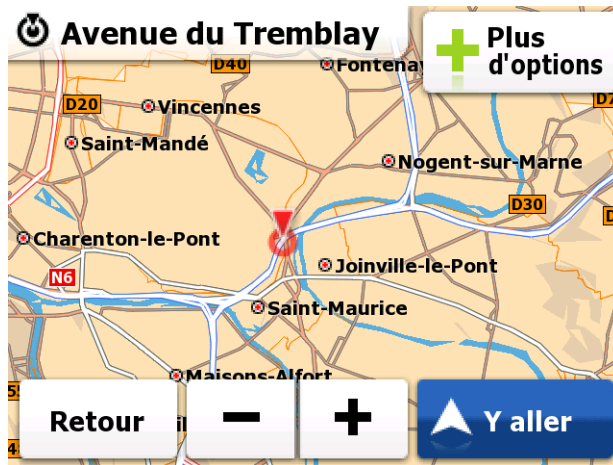 Avenue du Tremblay
Plus
d'options
D40
Fontenay
D20
Vincennes
Saint-Mandé
Nogent-sur-Marne
D30
Charenton-le-Pont
Joinville-le-Pont
N6
Saint-Maurice
Maisons-Alfort
Retour
−
+
Y aller